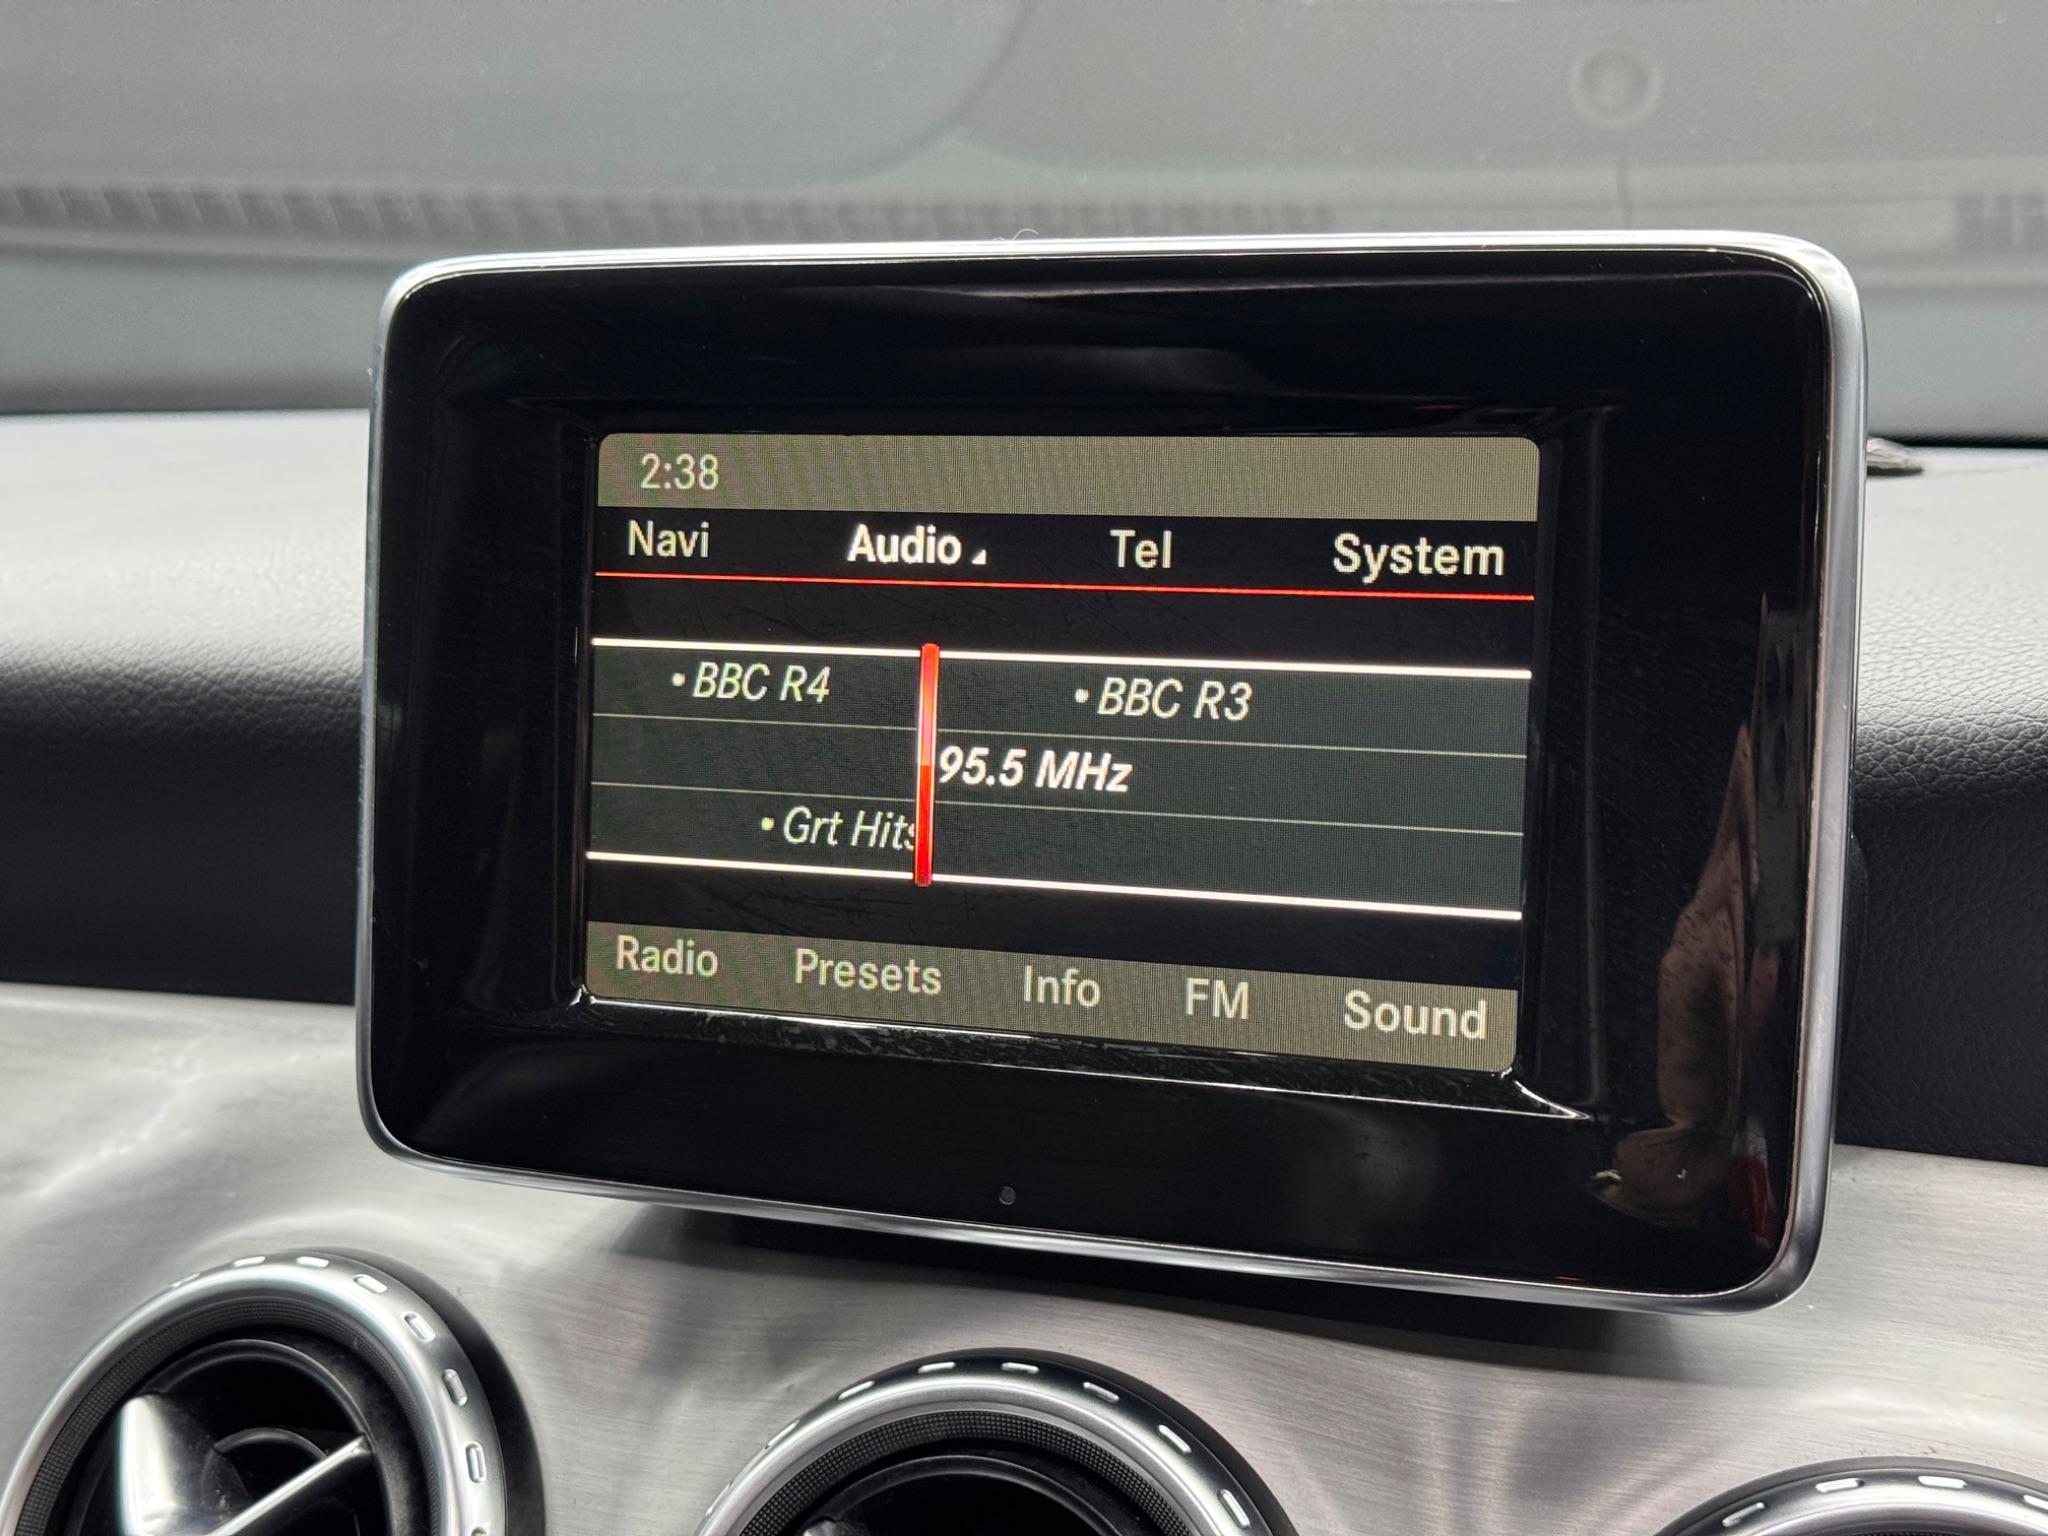 2:38
Navi Audio Tel System
• BBC R4 • BBC R3
95.5 MHz
• Grt Hits
Radio Presets Info FM Sound